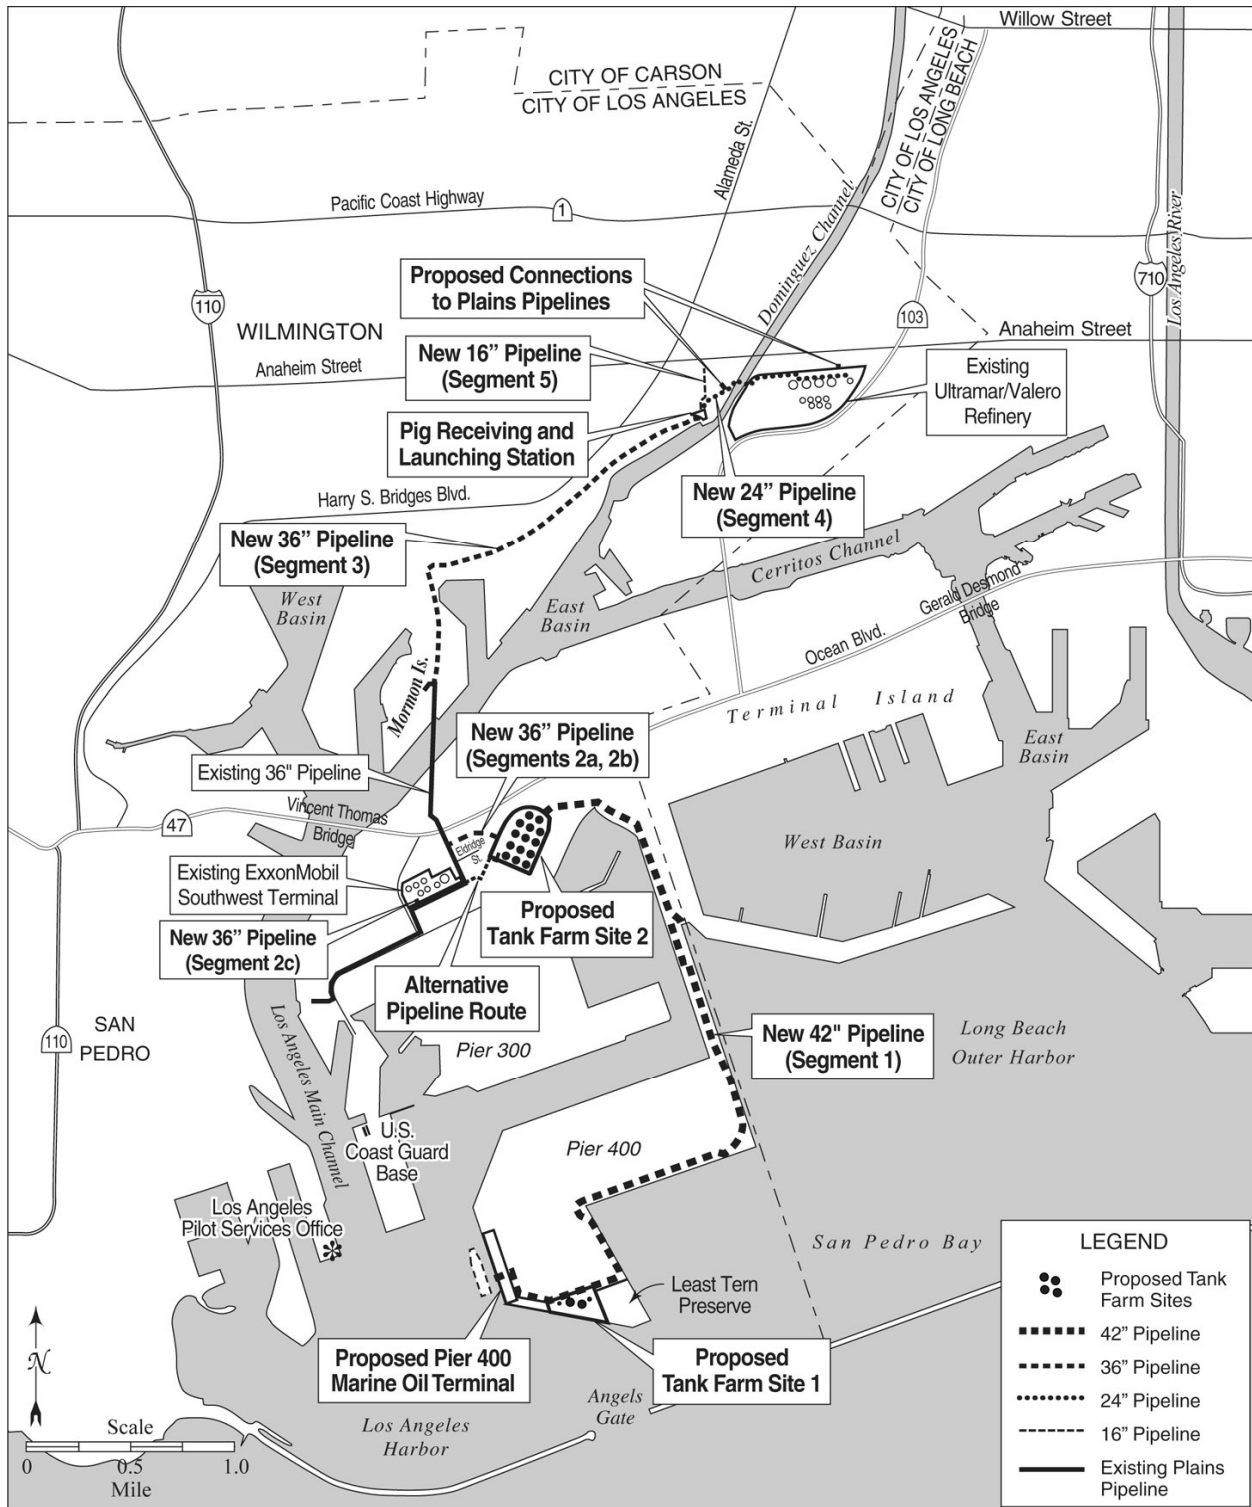 Willow Street
CITY OF CARSON
CITY OF LOS ANGELES
CITY OF LOS ANGELES
CITY OF LONG BEACH
Alameda St.
Pacific Coast Highway
1
Dominguez Channel
Los Angeles River
710
110
103
Proposed Connections
to Plains Pipelines
WILMINGTON
Anaheim Street
Anaheim Street
New 16” Pipeline
(Segment 5)
Existing
Ultramar/Valero
Refinery
Pig Receiving and
Launching Station
Harry S. Bridges Blvd.
New 24” Pipeline
(Segment 4)
New 36” Pipeline
(Segment 3)
Cerritos Channel
West
Basin
East
Basin
Gerald Desmond
Bridge
Ocean Blvd.
Mormon Is.
Terminal Island
New 36” Pipeline
(Segments 2a, 2b)
East
Basin
Existing 36" Pipeline
Vincent Thomas
Bridge
47
Eldridge
St.
West Basin
Existing ExxonMobil
Southwest Terminal
Proposed
Tank Farm Site 2
New 36” Pipeline
(Segment 2c)
Alternative
Pipeline Route
SAN
PEDRO
110
Los Angeles Main Channel
Pier 300
New 42" Pipeline
(Segment 1)
Long Beach
Outer Harbor
U.S.
Coast Guard
Base
Pier 400
Los Angeles
Pilot Services Office
San Pedro Bay
Least Tern
Preserve
Proposed Pier 400
Marine Oil Terminal
Proposed
Tank Farm Site 1
Angels
Gate
Los Angeles
Harbor
N
Scale
0 0.5 1.0
Mile
LEGEND
Proposed Tank
Farm Sites
42” Pipeline
36” Pipeline
24” Pipeline
16” Pipeline
Existing Plains
Pipeline